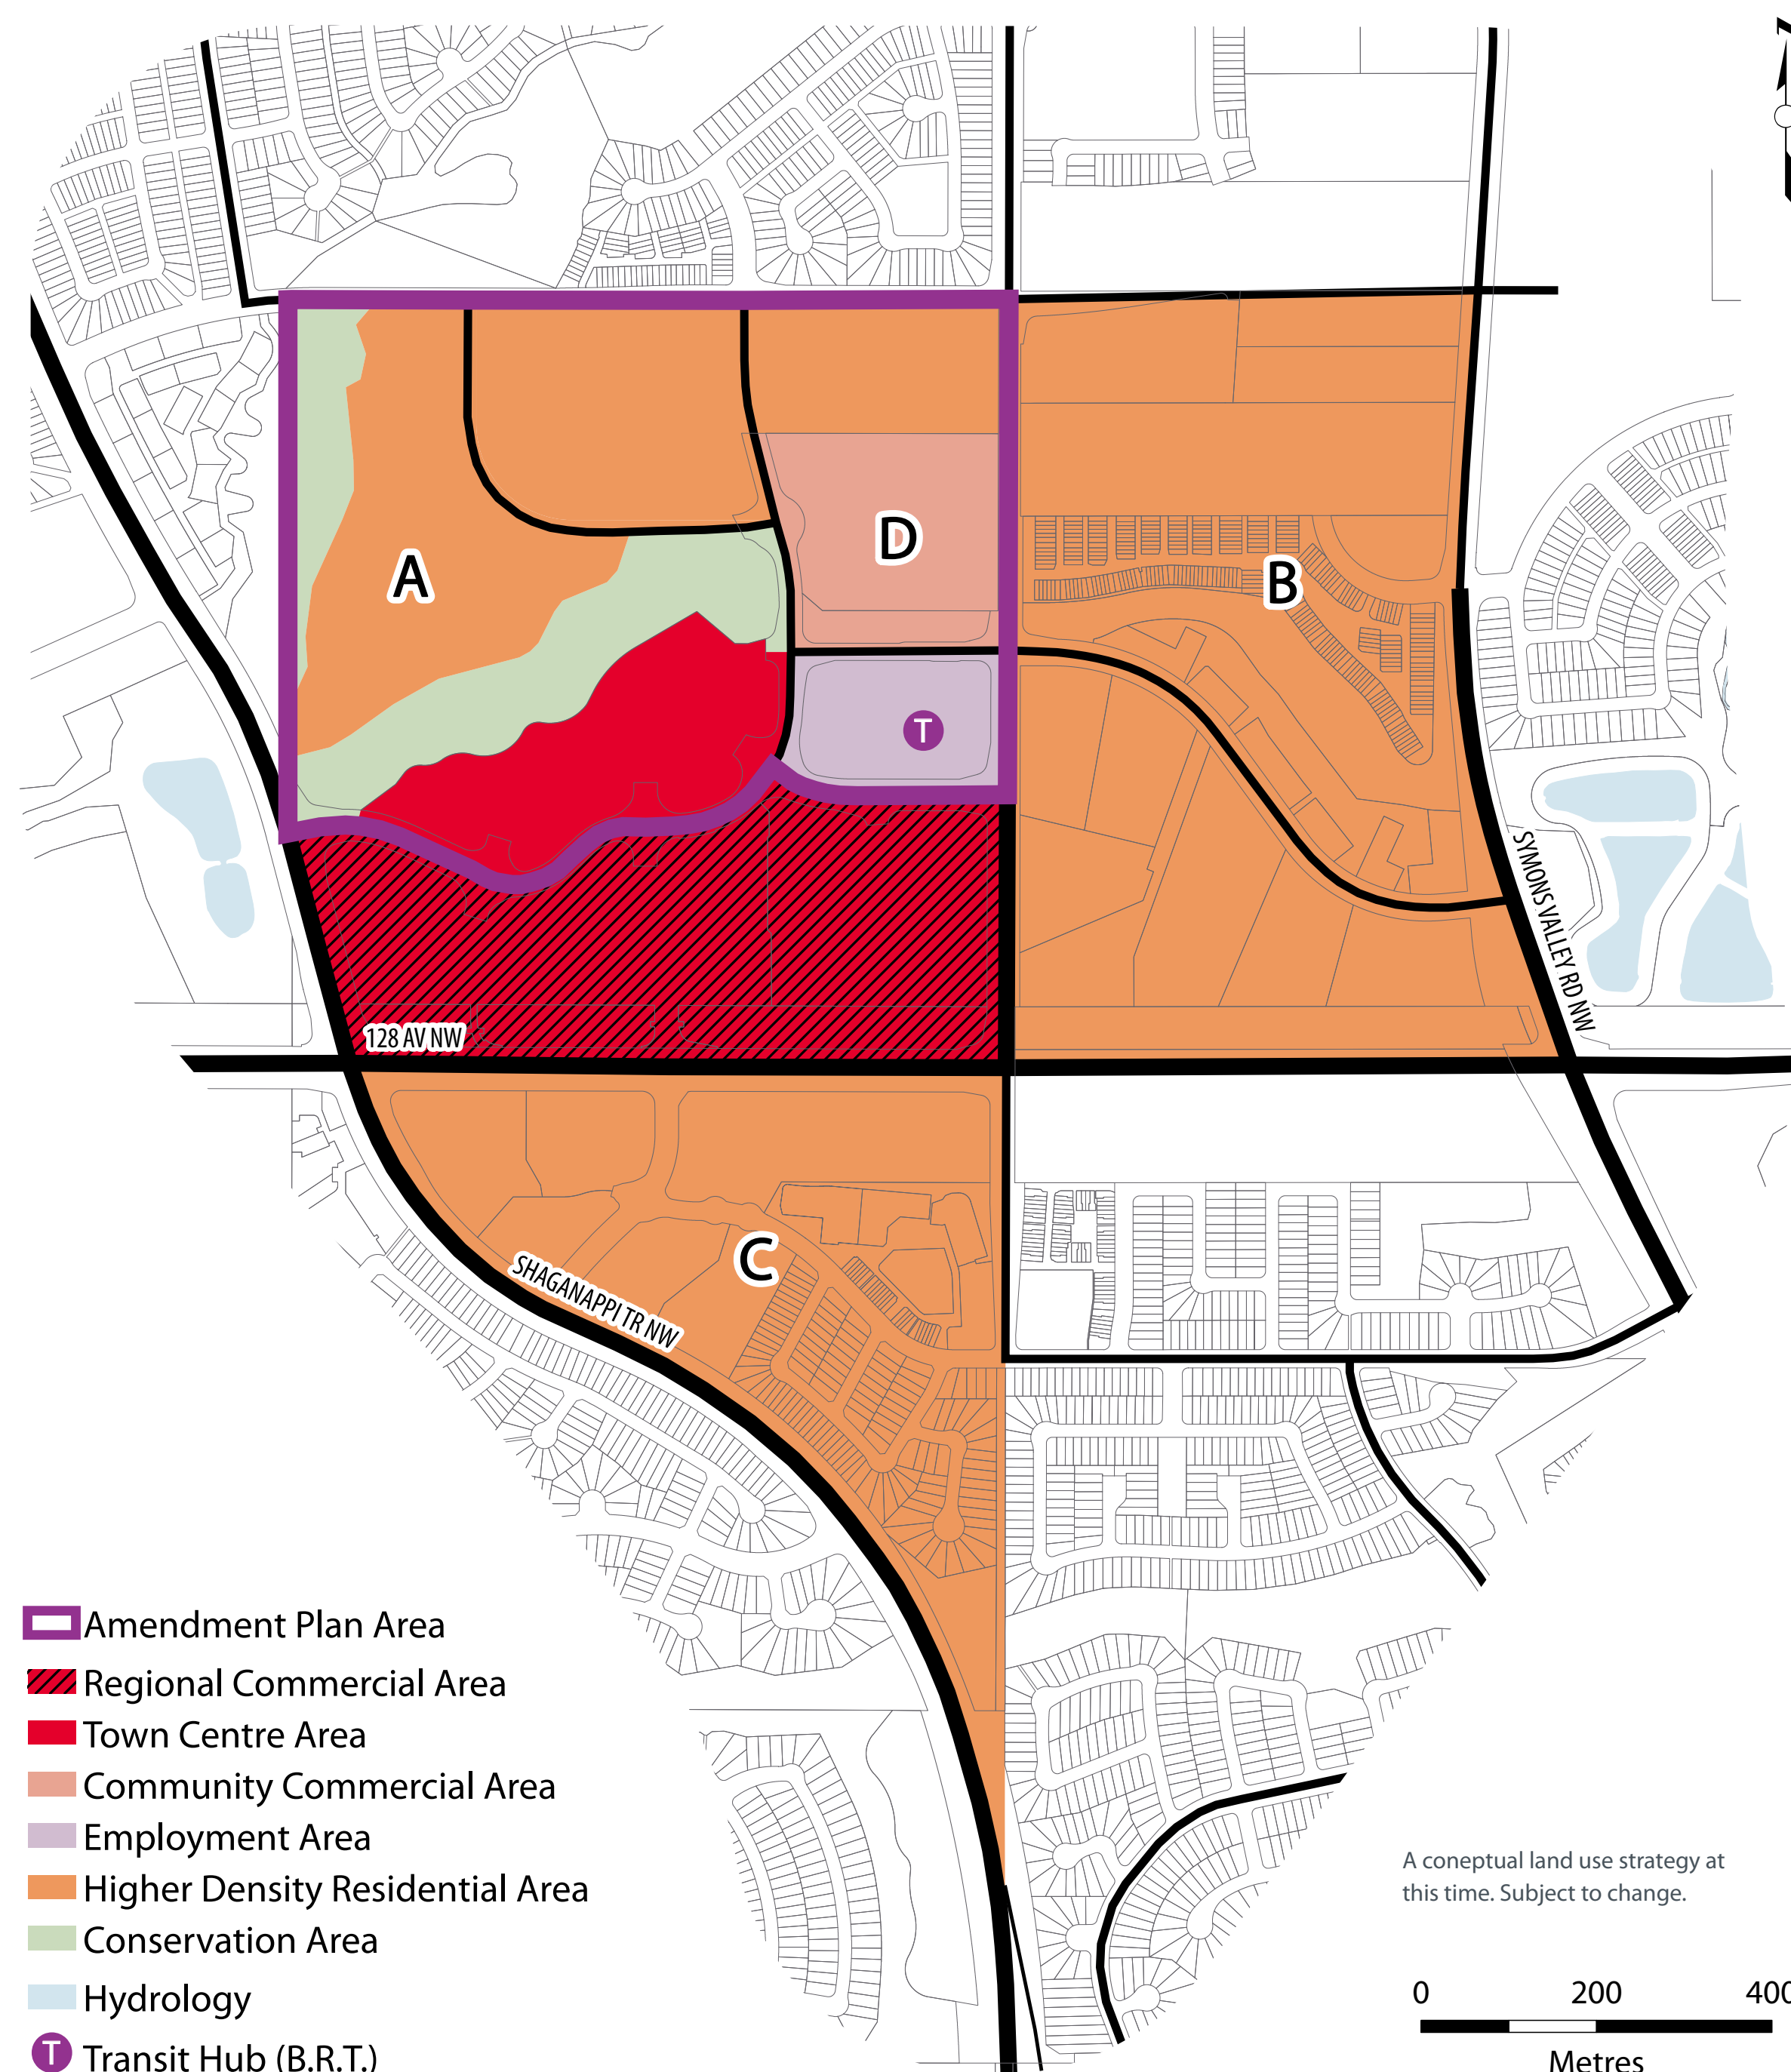 A
D
B
T
SYMONS VALLEY RD NW
128 AV NW
C
SHAGANAPPI TR NW
Amendment Plan Area
Regional Commercial Area
Town Centre Area
Community Commercial Area
Employment Area
Higher Density Residential Area
Conservation Area
Hydrology
T Transit Hub (B.R.T.)
A coneptual land use strategy at
this time. Subject to change.
0 200 400
Metres